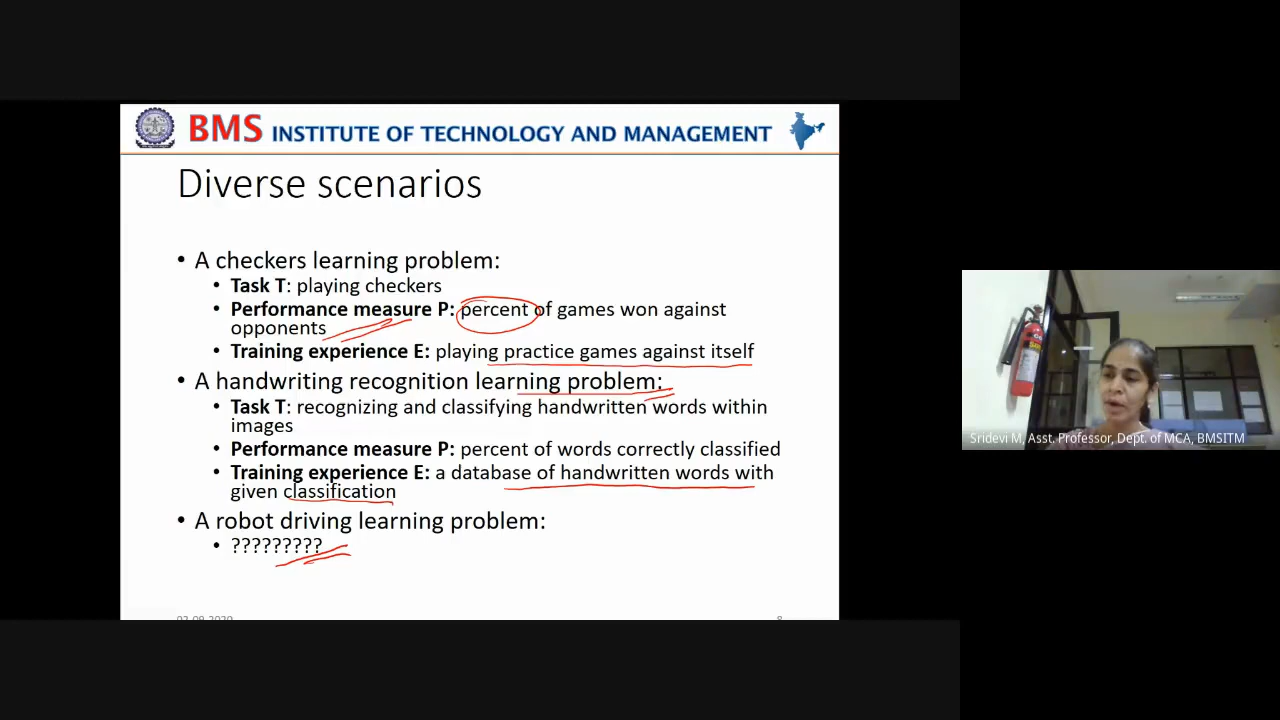 BMS INSTITUTE OF TECHNOLOGY AND MANAGEMENT
Diverse scenarios
• A checkers learning problem:
• Task T: playing checkers
• Performance measure P: percent of games won against
opponents
• Training experience E: playing practice games against itself
• A handwriting recognition learning problem:
• Task T: recognizing and classifying handwritten words within
images
• Performance measure P: percent of words correctly classified
• Training experience E: a database of handwritten words with
given classification
• A robot driving learning problem:
• ?????????
Sridevi M, Asst. Professor, Dept. of MCA, BMSITM